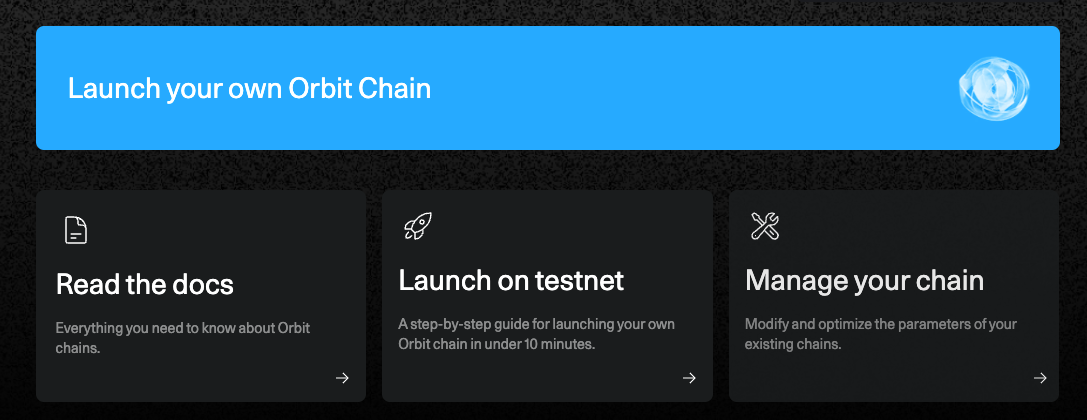 Launch your own Orbit Chain
Read the docs
Everything you need to know about Orbit
chains.
Launch on testnet
A step-by-step guide for launching your own
Orbit chain in under 10 minutes.
Manage your chain
Modify and optimize the parameters of your
existing chains.